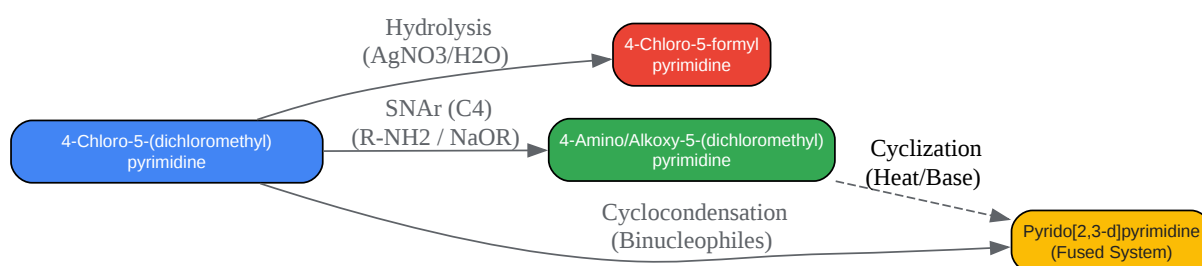 Hydrolysis
(AgNO3/H2O)
4-Chloro-5-formyl
pyrimidine
4-Chloro-5-(dichloromethyl)
pyrimidine
SNAr (C4)
(R-NH2 / NaOR)
4-Amino/Alkoxy-5-(dichloromethyl)
pyrimidine
Cyclization
(Heat/Base)
Cyclocondensation
(Binucleophiles)
Pyrido[2,3-d]pyrimidine
(Fused System)